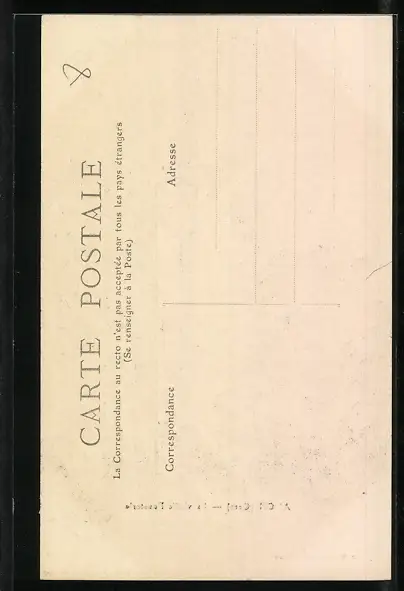 CARTE POSTALE
La Correspondance au recto n'est pas acceptée par tous les pays étrangers
(Se renseigner à la Poste)
Correspondance
Adresse
8